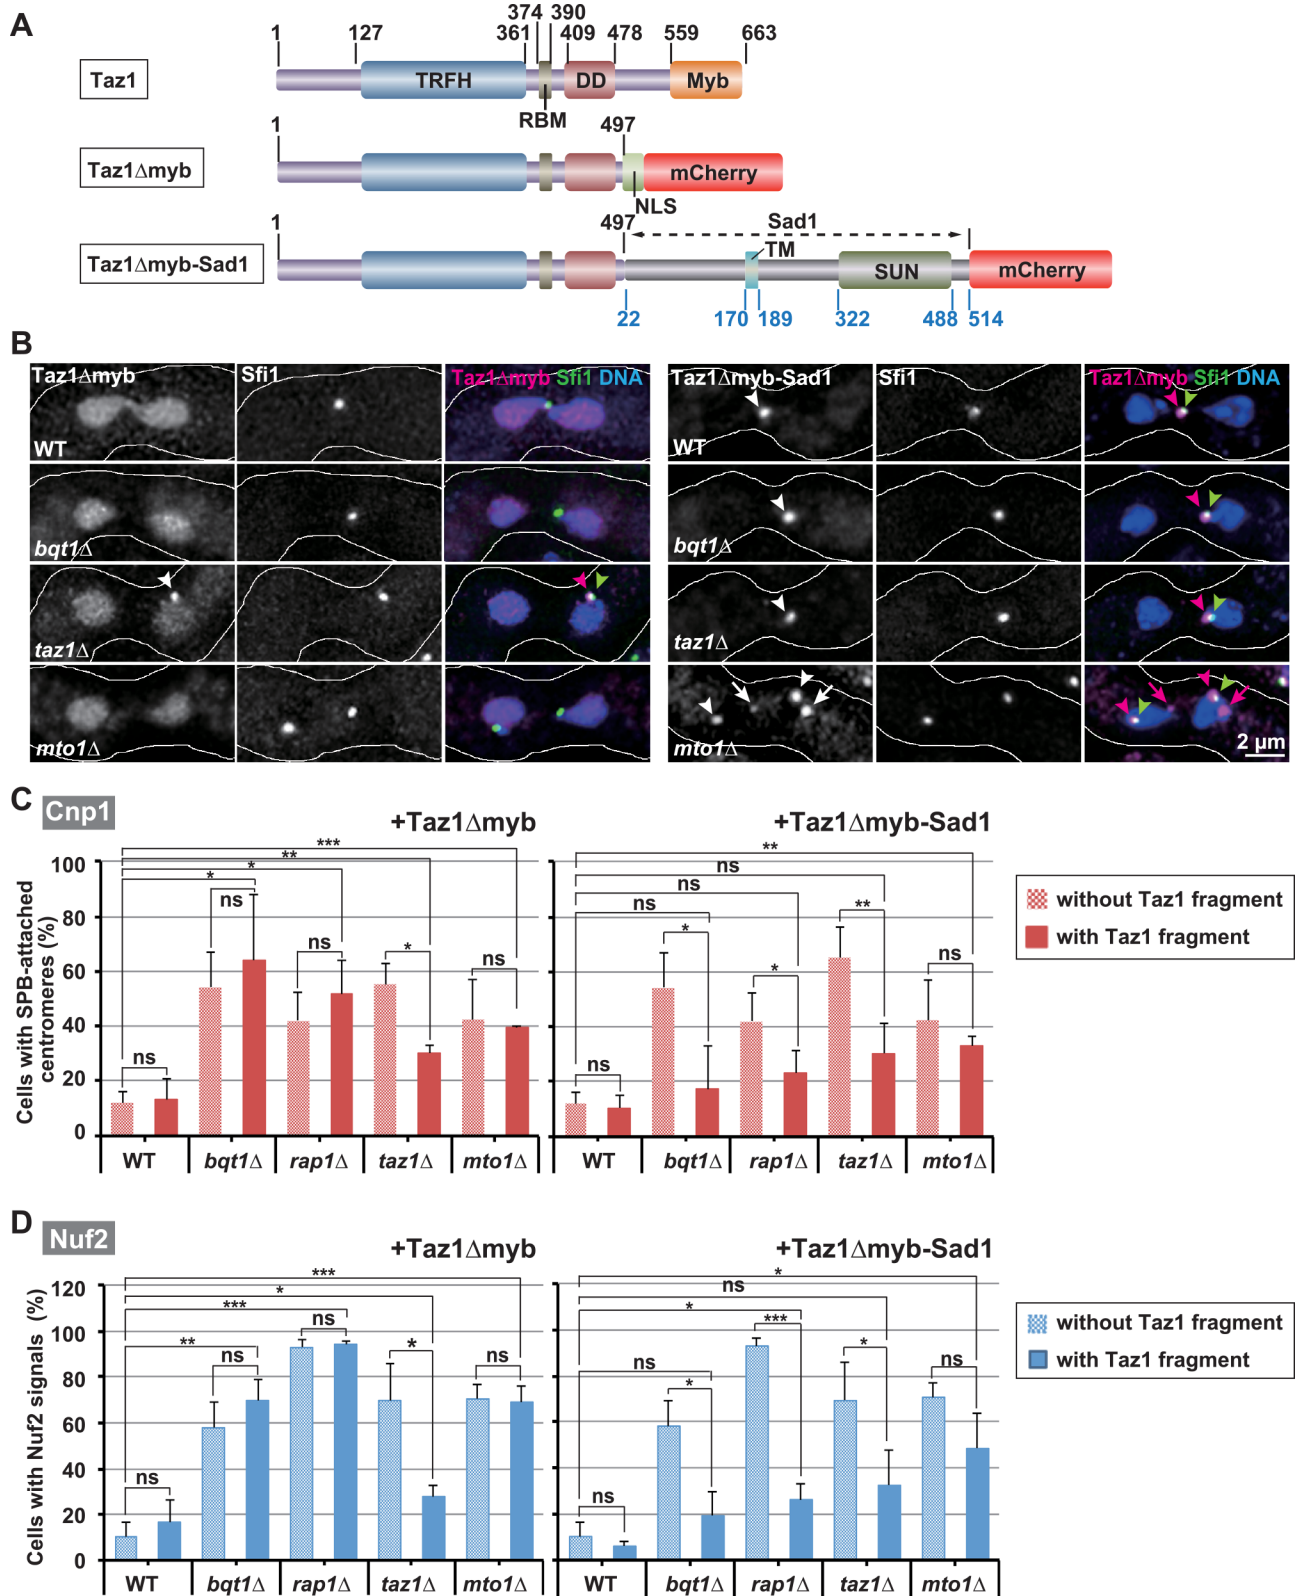 A
374 390
1 127 361 409 478 559 663
Taz1
TRFH
DD
Myb
RBM
1
497
Taz1Δmyb
mCherry
NLS
1
497
Sad1
TM
Taz1Δmyb-Sad1
SUN
mCherry
22 170 189 322 488 514
B
Taz1Δmyb
Sfi1
Taz1Δmyb Sfi1 DNA
Taz1Δmyb-Sad1
Sfi1
Taz1Δmyb Sfi1 DNA
WT
WT
bqt1Δ
bqt1Δ
taz1Δ
taz1Δ
mto1Δ
mto1Δ
2 µm
C
Cnp1
+Taz1Δmyb
+Taz1Δmyb-Sad1
Cells with SPB-attached
centromeres (%)
100
80
60
40
20
0
***
**
*
*
ns
ns
ns
*
ns
**
ns
ns
ns
ns
*
*
**
ns
WT bqt1Δ rap1Δ taz1Δ mto1Δ
WT bqt1Δ rap1Δ taz1Δ mto1Δ
without Taz1 fragment
with Taz1 fragment
D
Nuf2
+Taz1Δmyb
+Taz1Δmyb-Sad1
Cells with Nuf2 signals (%)
120
100
80
60
40
20
0
***
*
***
**
ns
ns
ns
*
ns
*
ns
*
ns
ns
*
***
*
ns
WT bqt1Δ rap1Δ taz1Δ mto1Δ
WT bqt1Δ rap1Δ taz1Δ mto1Δ
without Taz1 fragment
with Taz1 fragment